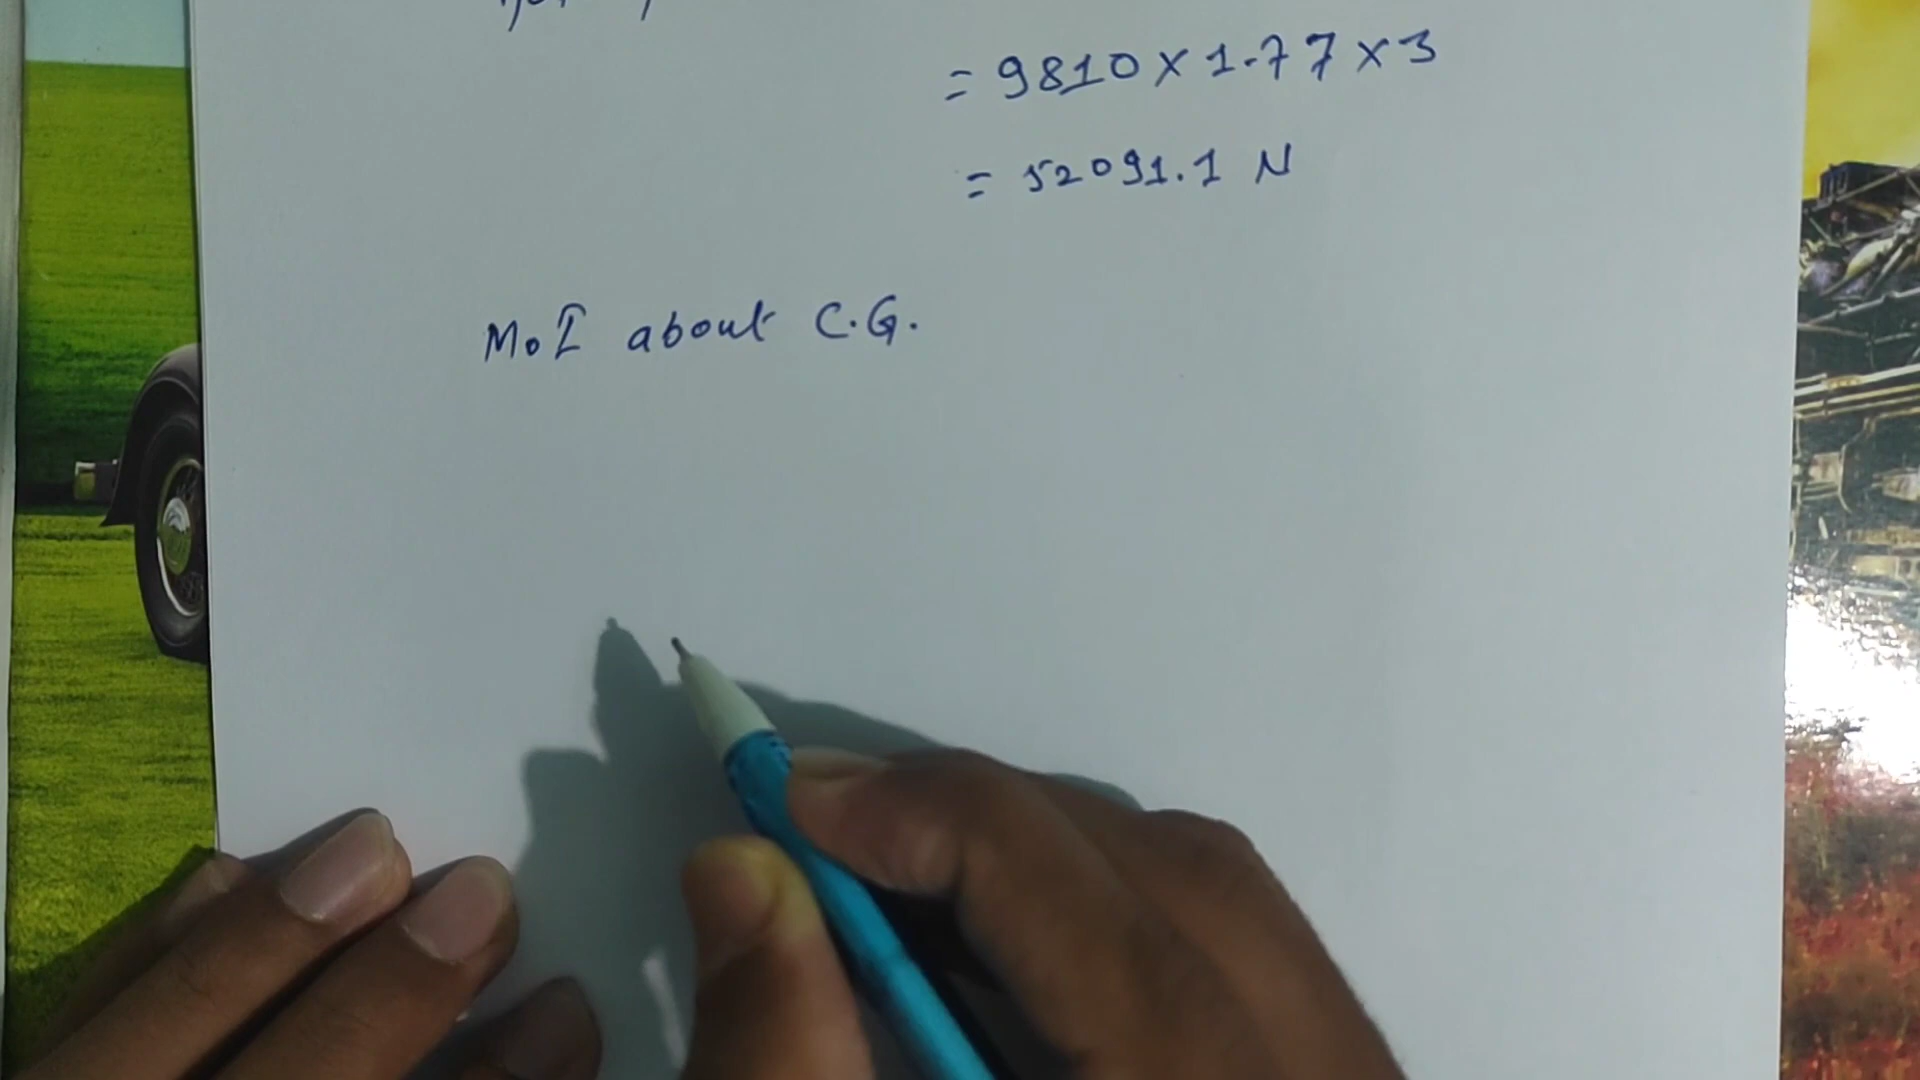 = 9810 × 1.77 × 3
= 52091.1 N
MoI about C.G.